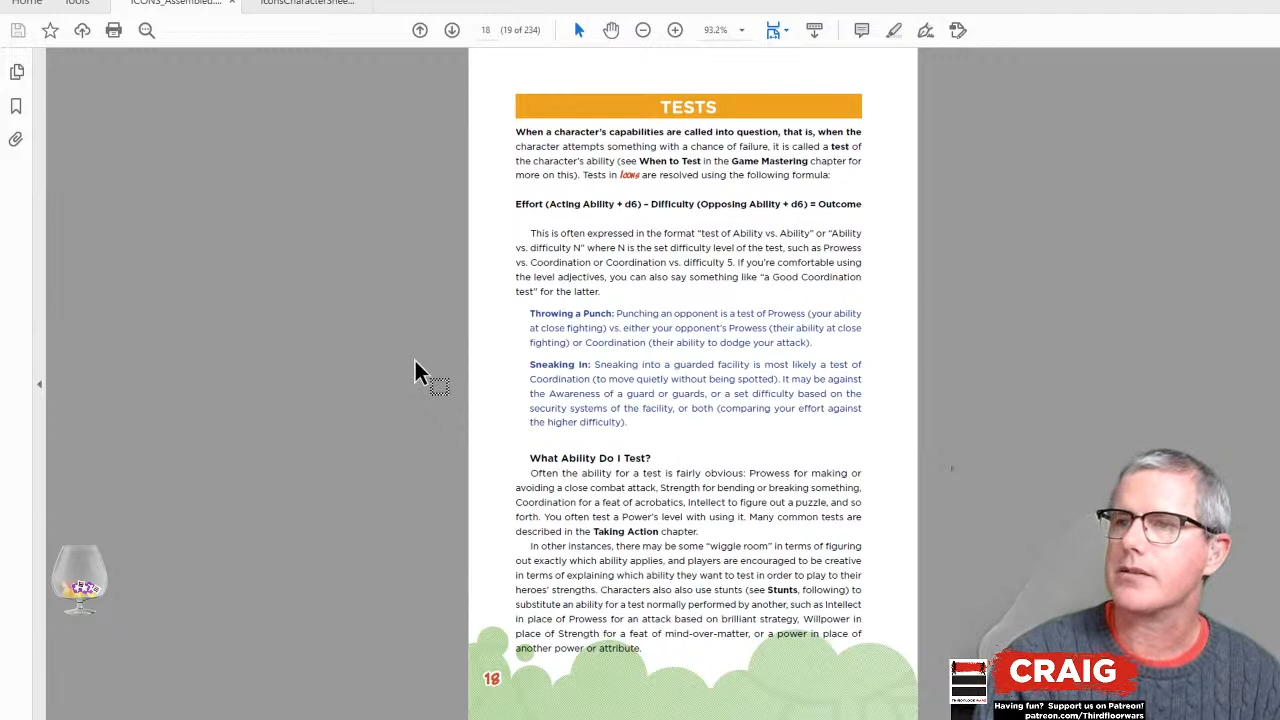 Home
Tools
ICONS_Assembled....
IconsCharacterShee...
18
(19 of 234)
93.2%
TESTS
When a character's capabilities are called into question, that is, when the
character attempts something with a chance of failure, it is called a test of
the character's ability (see When to Test in the Game Mastering chapter for
more on this). Tests in Icons are resolved using the following formula:
Effort (Acting Ability + d6) – Difficulty (Opposing Ability + d6) = Outcome
This is often expressed in the format "test of Ability vs. Ability" or "Ability
vs. difficulty N" where N is the set difficulty level of the test, such as Prowess
vs. Coordination or Coordination vs. difficulty 5. If you're comfortable using
the level adjectives, you can also say something like "a Good Coordination
test" for the latter.
Throwing a Punch: Punching an opponent is a test of Prowess (your ability
at close fighting) vs. either your opponent's Prowess (their ability at close
fighting) or Coordination (their ability to dodge your attack).
Sneaking In: Sneaking into a guarded facility is most likely a test of
Coordination (to move quietly without being spotted). It may be against
the Awareness of a guard or guards, or a set difficulty based on the
security systems of the facility, or both (comparing your effort against
the higher difficulty).
What Ability Do I Test?
Often the ability for a test is fairly obvious: Prowess for making or
avoiding a close combat attack, Strength for bending or breaking something,
Coordination for a feat of acrobatics, Intellect to figure out a puzzle, and so
forth. You often test a Power's level with using it. Many common tests are
described in the Taking Action chapter.
In other instances, there may be some "wiggle room" in terms of figuring
out exactly which ability applies, and players are encouraged to be creative
in terms of explaining which ability they want to test in order to play to their
heroes' strengths. Characters also also use stunts (see Stunts, following) to
substitute an ability for a test normally performed by another, such as Intellect
in place of Prowess for an attack based on brilliant strategy, Willpower in
place of Strength for a feat of mind-over-matter, or a power in place of
another power or attribute.
18
CRAIG
THIRDFLOORWARS
Having fun? Support us on Patreon!
patreon.com/Thirdfloorwars